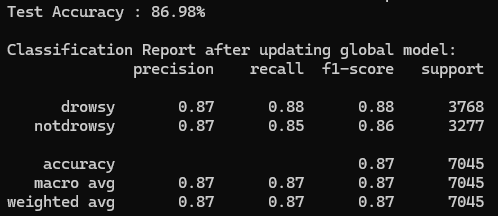 Test Accuracy : 86.98%
Classification Report after updating global model:
precision recall f1-score support
drowsy 0.87 0.88 0.88 3768
notdrowsy 0.87 0.85 0.86 3277
accuracy 0.87 7045
macro avg 0.87 0.87 0.87 7045
weighted avg 0.87 0.87 0.87 7045